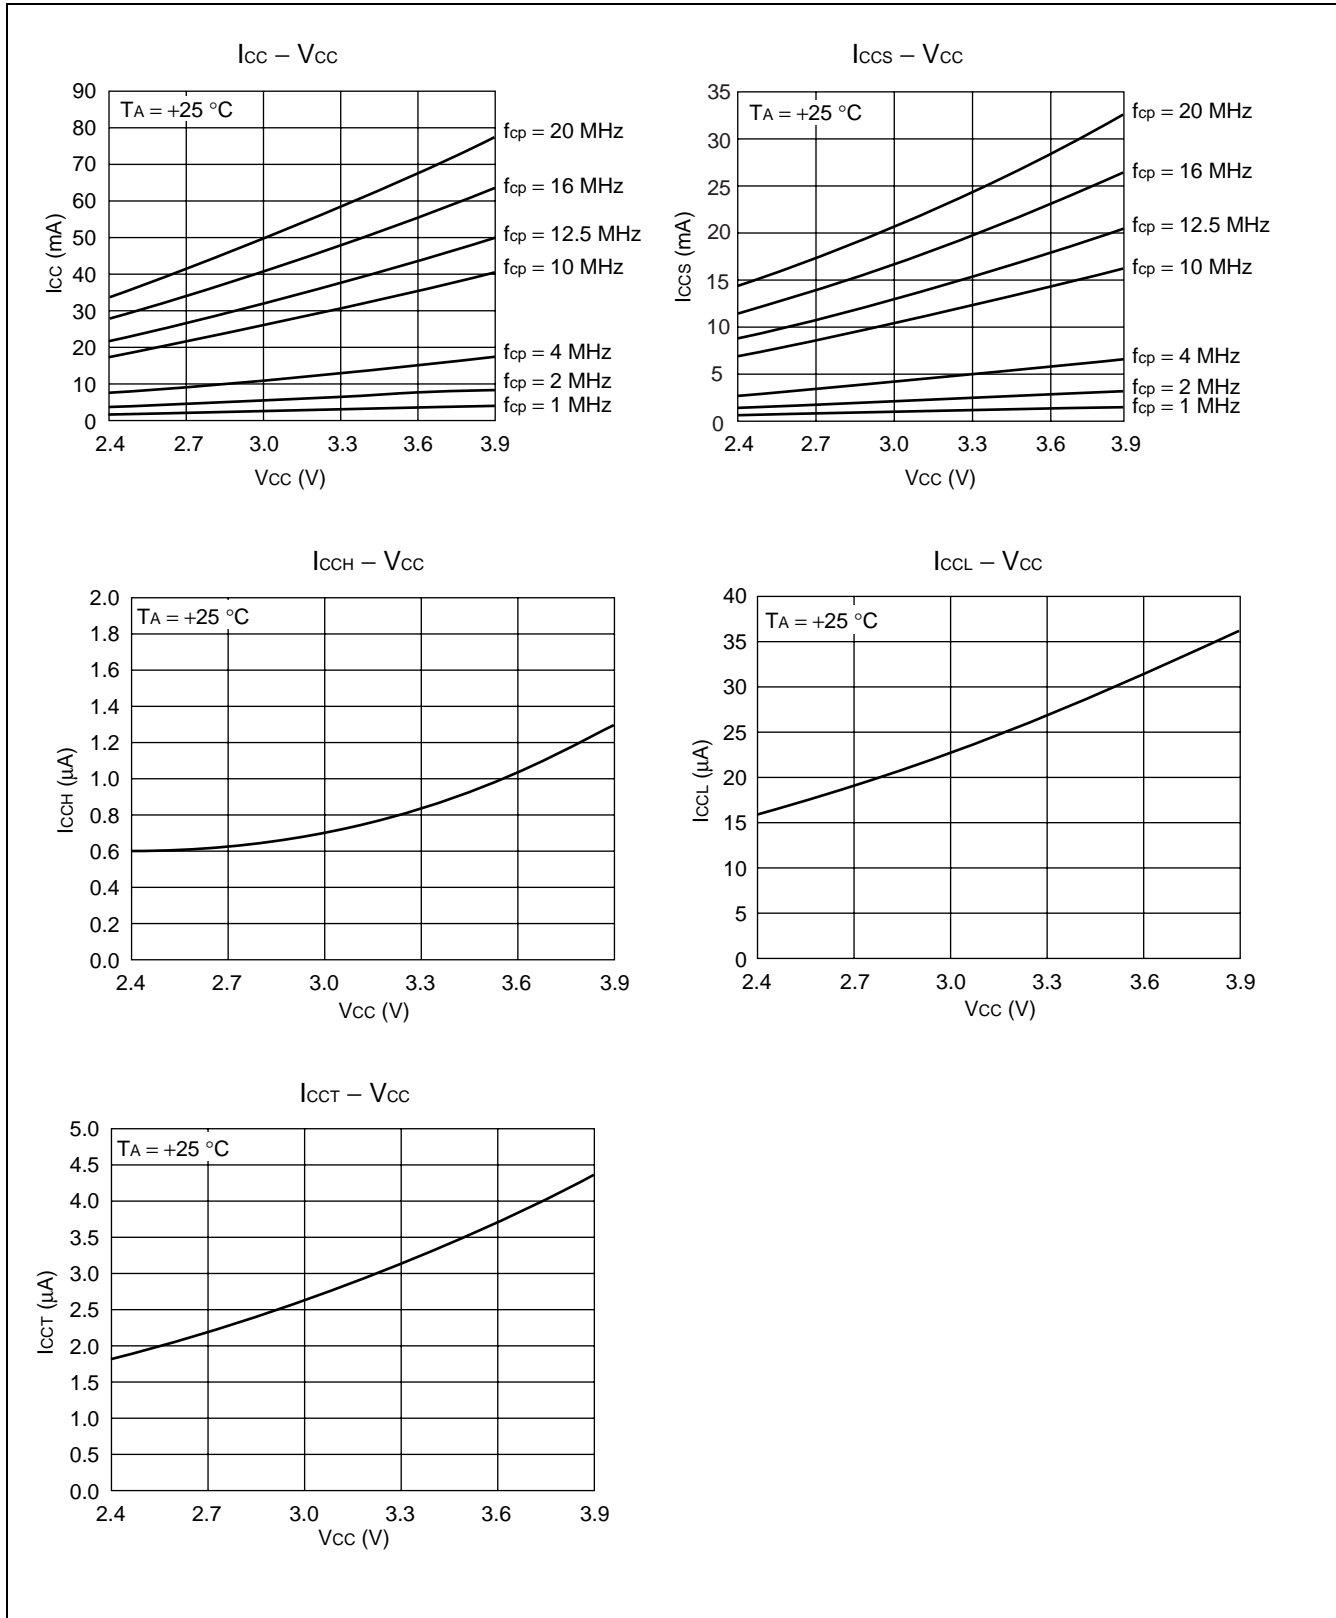 ICC – VCC
TA = +25 °C
90
80
70
60
50
40
30
20
10
0
ICC (mA)
fcp = 20 MHz
fcp = 16 MHz
fcp = 12.5 MHz
fcp = 10 MHz
fcp = 4 MHz
fcp = 2 MHz
fcp = 1 MHz
2.4 2.7 3.0 3.3 3.6 3.9
VCC (V)
ICCS – VCC
TA = +25 °C
35
30
25
20
15
10
5
0
ICCS (mA)
fcp = 20 MHz
fcp = 16 MHz
fcp = 12.5 MHz
fcp = 10 MHz
fcp = 4 MHz
fcp = 2 MHz
fcp = 1 MHz
2.4 2.7 3.0 3.3 3.6 3.9
VCC (V)
ICCH – VCC
TA = +25 °C
2.0
1.8
1.6
1.4
1.2
1.0
0.8
0.6
0.4
0.2
0.0
ICCH (µA)
2.4 2.7 3.0 3.3 3.6 3.9
VCC (V)
ICCL – VCC
TA = +25 °C
40
35
30
25
20
15
10
5
0
ICCL (µA)
2.4 2.7 3.0 3.3 3.6 3.9
VCC (V)
ICCT – VCC
TA = +25 °C
5.0
4.5
4.0
3.5
3.0
2.5
2.0
1.5
1.0
0.5
0.0
ICCT (µA)
2.4 2.7 3.0 3.3 3.6 3.9
VCC (V)